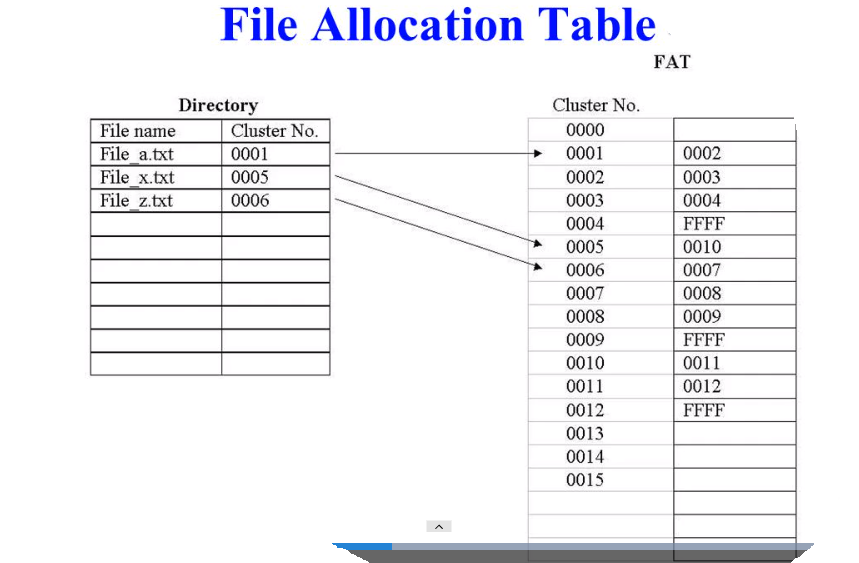 File Allocation Table
FAT
Directory
File name Cluster No.
File_a.txt 0001
File_x.txt 0005
File_z.txt 0006
Cluster No.
0000
0001 0002
0002 0003
0003 0004
0004 FFFF
0005 0010
0006 0007
0007 0008
0008 0009
0009 FFFF
0010 0011
0011 0012
0012 FFFF
0013
0014
0015